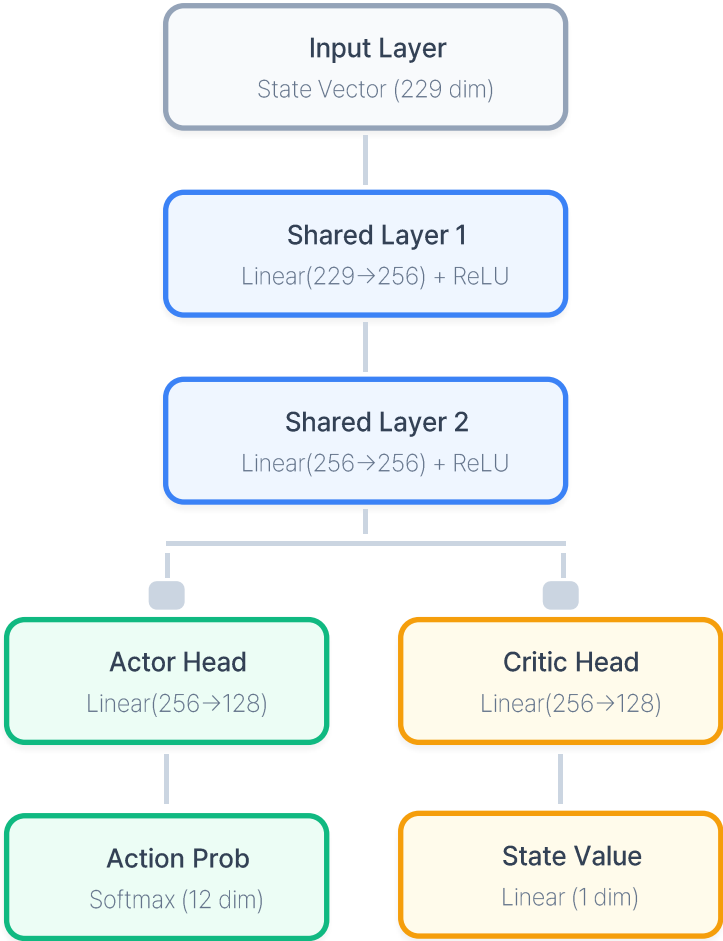 Input Layer
State Vector (229 dim)
Shared Layer 1
Linear(229→256) + ReLU
Shared Layer 2
Linear(256→256) + ReLU
Actor Head
Linear(256→128)
Critic Head
Linear(256→128)
Action Prob
Softmax (12 dim)
State Value
Linear (1 dim)